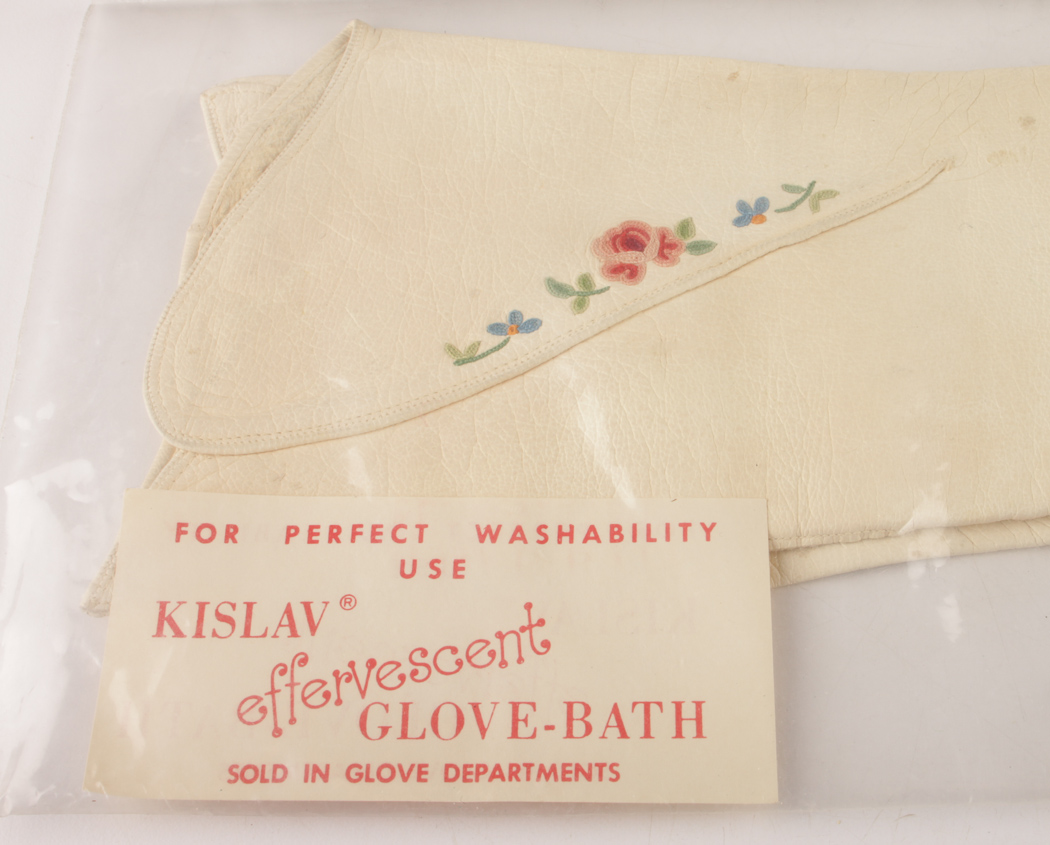 FOR PERFECT WASHABILITY
USE
KISLAV®
effervescent
GLOVE-BATH
SOLD IN GLOVE DEPARTMENTS